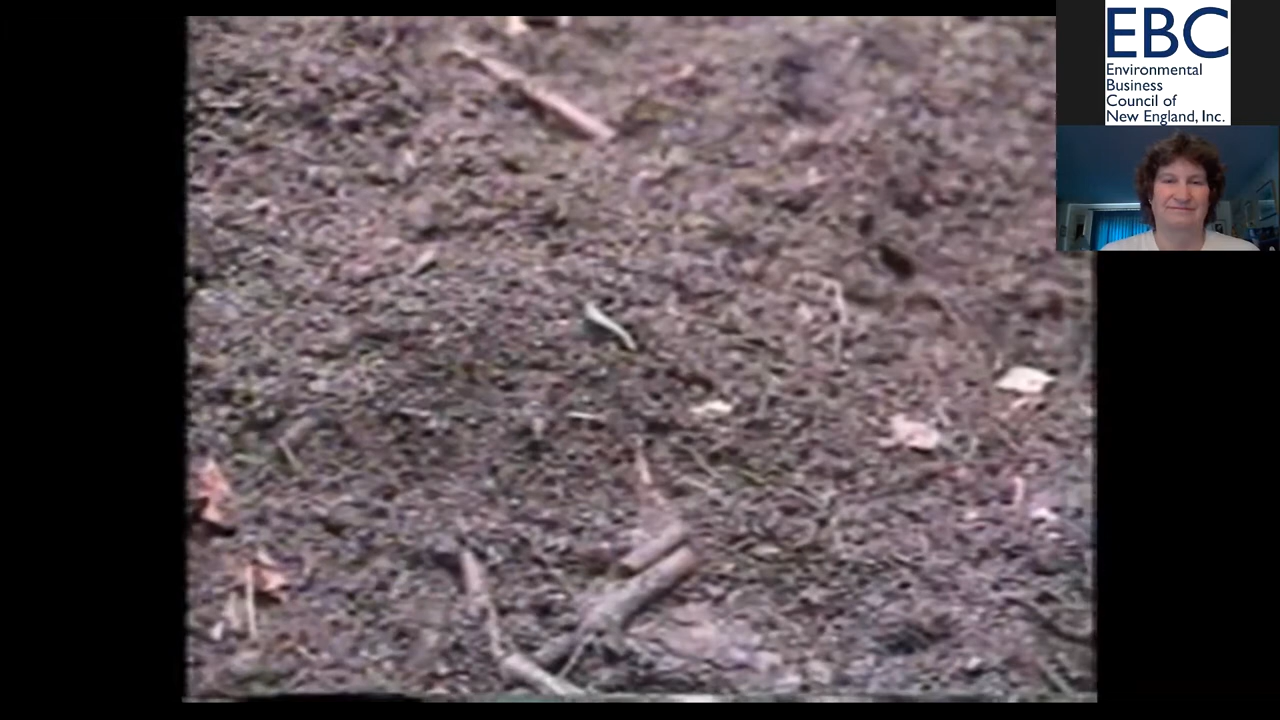 EBC
Environmental
Business
Council of
New England, Inc.